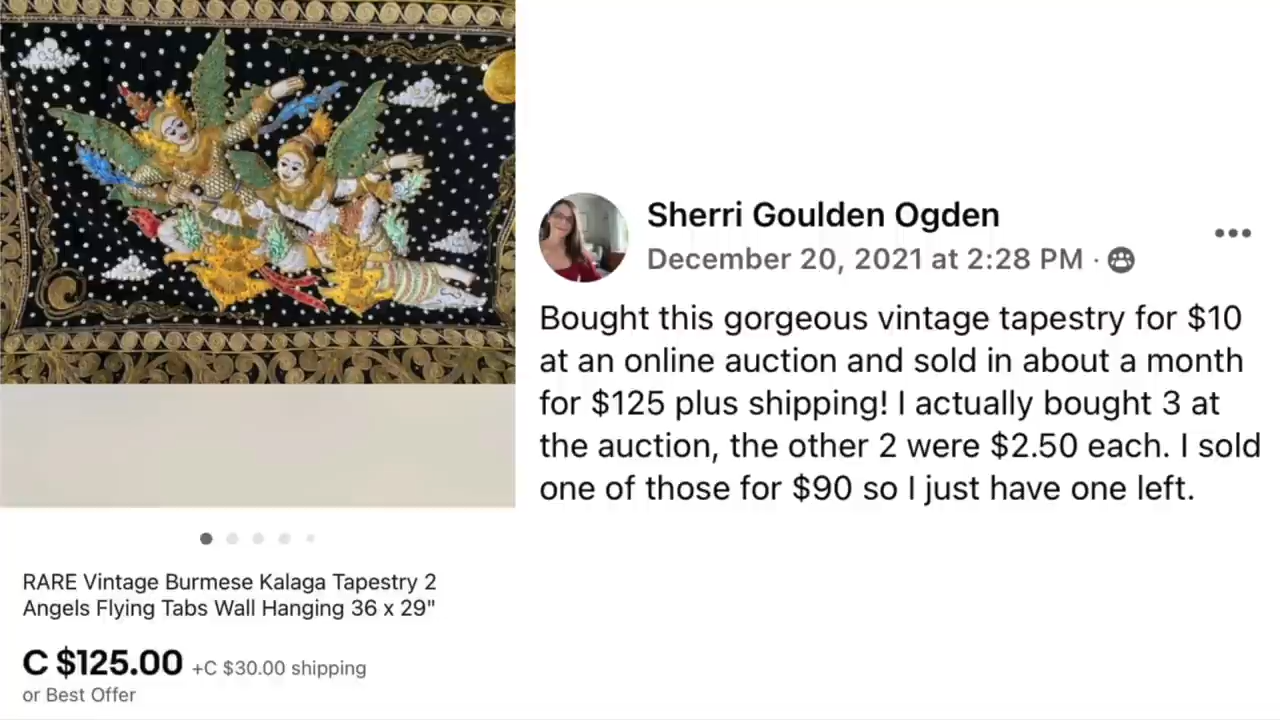 Sherri Goulden Ogden
December 20, 2021 at 2:28 PM ·
Bought this gorgeous vintage tapestry for $10
at an online auction and sold in about a month
for $125 plus shipping! I actually bought 3 at
the auction, the other 2 were $2.50 each. I sold
one of those for $90 so I just have one left.
RARE Vintage Burmese Kalaga Tapestry 2
Angels Flying Tabs Wall Hanging 36 x 29"
C $125.00 +C $30.00 shipping
or Best Offer